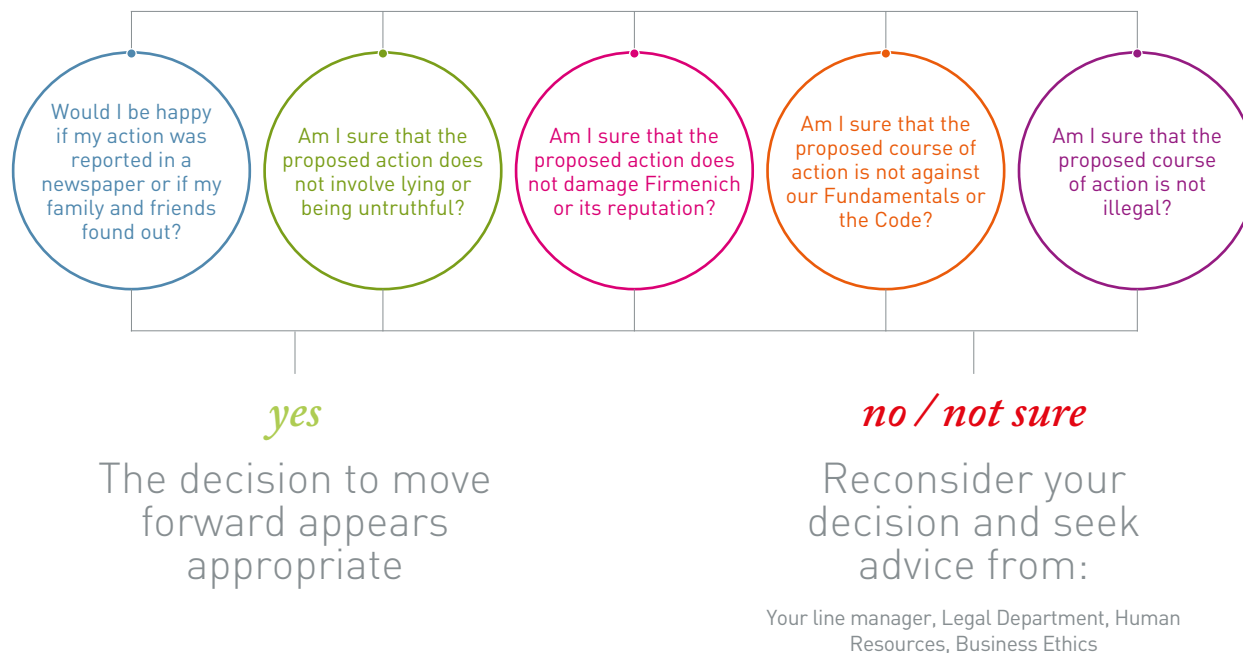 Would I be happy
if my action was
reported in a
newspaper or if my
family and friends
found out?
Am I sure that the
proposed action does
not involve lying or
being untruthful?
Am I sure that the
proposed action does
not damage Firmenich
or its reputation?
Am I sure that the
proposed course of
action is not against
our Fundamentals or
the Code?
Am I sure that the
proposed course
of action is not
illegal?
yes
The decision to move
forward appears
appropriate
no / not sure
Reconsider your
decision and seek
advice from:
Your line manager, Legal Department, Human
Resources, Business Ethics